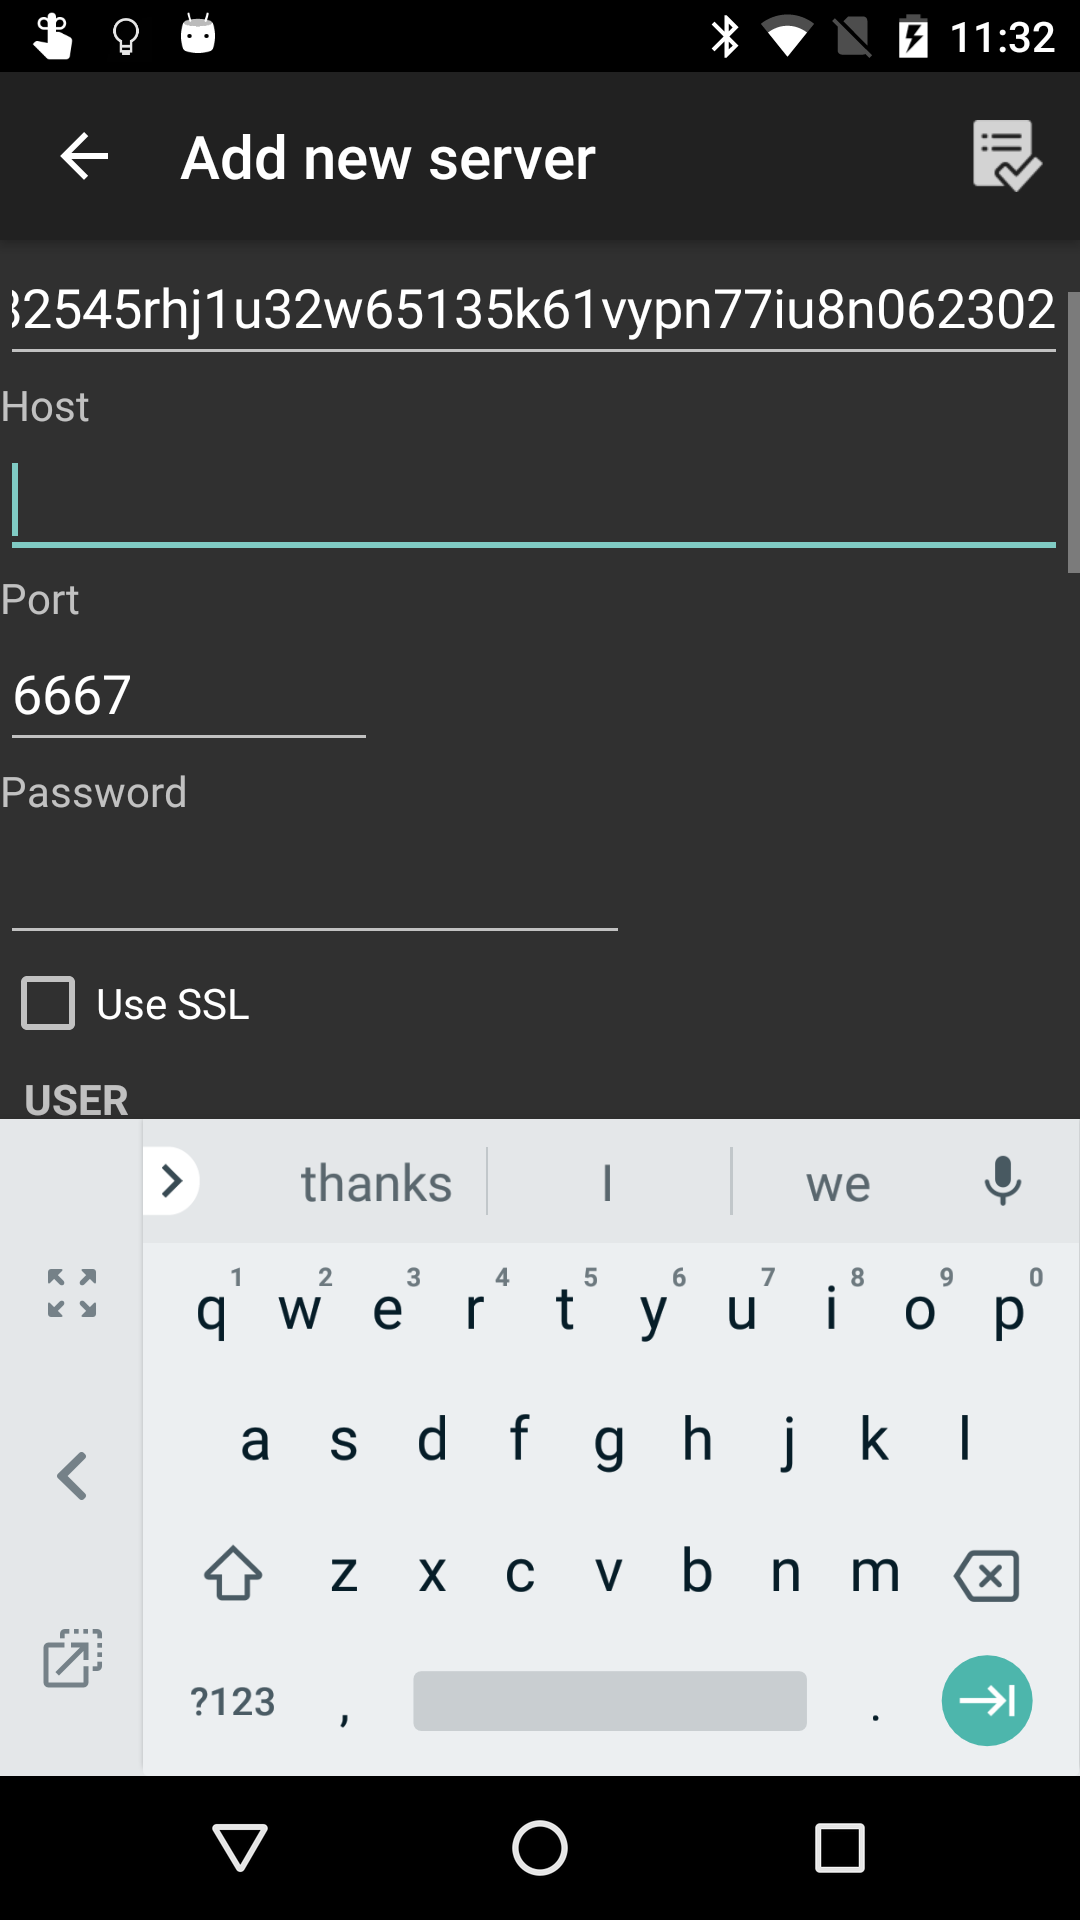 11:32
Add new server
32545rhj1u32w65135k61vypn77iu8n062302
Host
Port
6667
Password
Use SSL
USER
thanks I we
1 2 3 4 5 6 7 8 9 0
q w e r t y u i o p
a s d f g h j k l
z x c v b n m
?123 , .